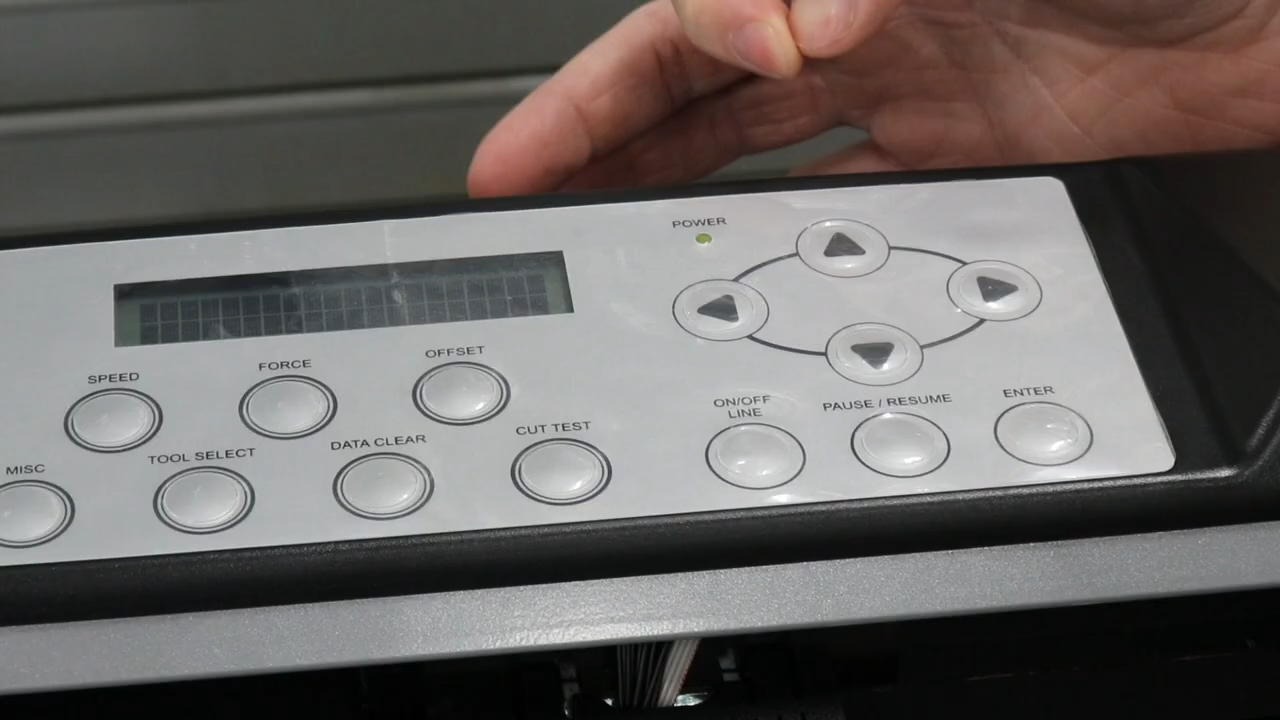 POWER
SPEED
FORCE
OFFSET
ON/OFF
LINE
PAUSE / RESUME
ENTER
MISC
TOOL SELECT
DATA CLEAR
CUT TEST